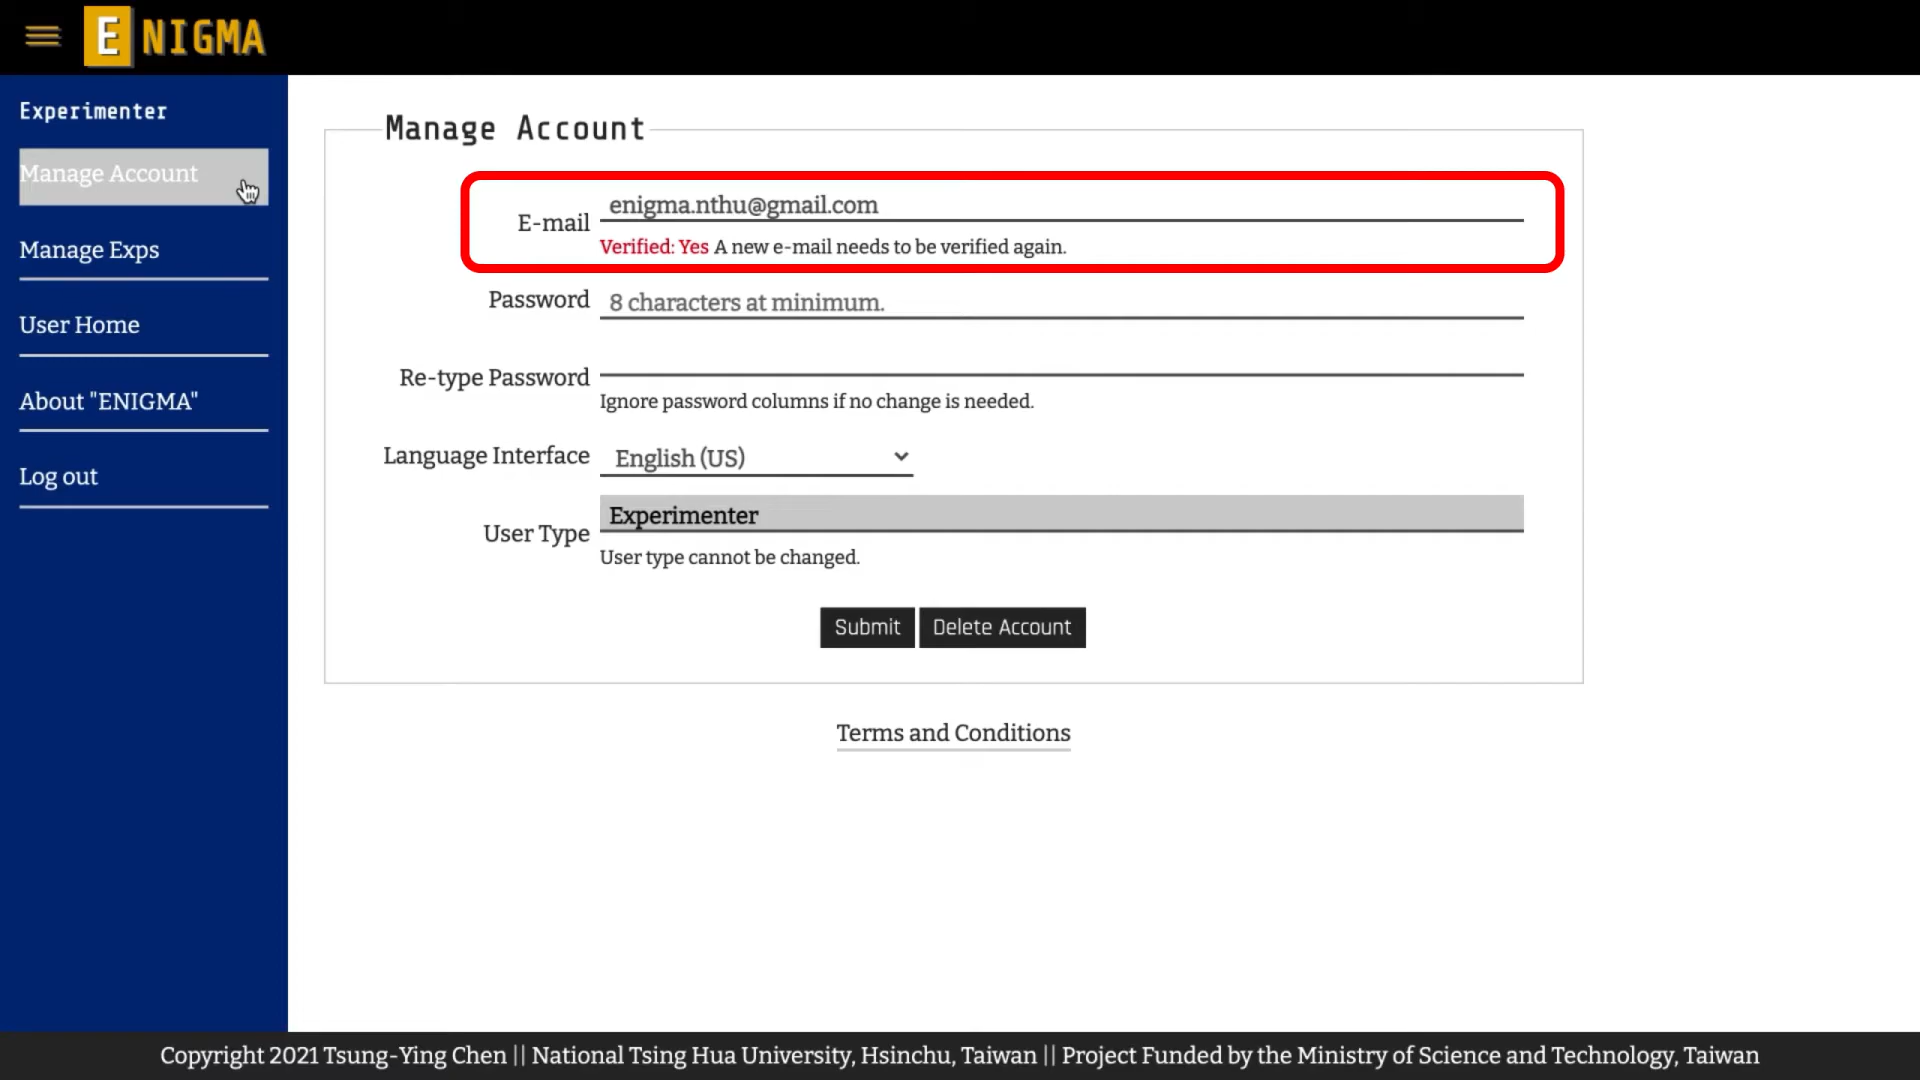 ENIGMA
Experimenter
Manage Account
Manage Exps
User Home
About "ENIGMA"
Log out
Manage Account
E-mail
enigma.nthu@gmail.com
Verified: Yes A new e-mail needs to be verified again.
Password
8 characters at minimum.
Re-type Password
Ignore password columns if no change is needed.
Language Interface
English (US)
User Type
Experimenter
User type cannot be changed.
Submit
Delete Account
Terms and Conditions
Copyright 2021 Tsung-Ying Chen || National Tsing Hua University, Hsinchu, Taiwan || Project Funded by the Ministry of Science and Technology, Taiwan